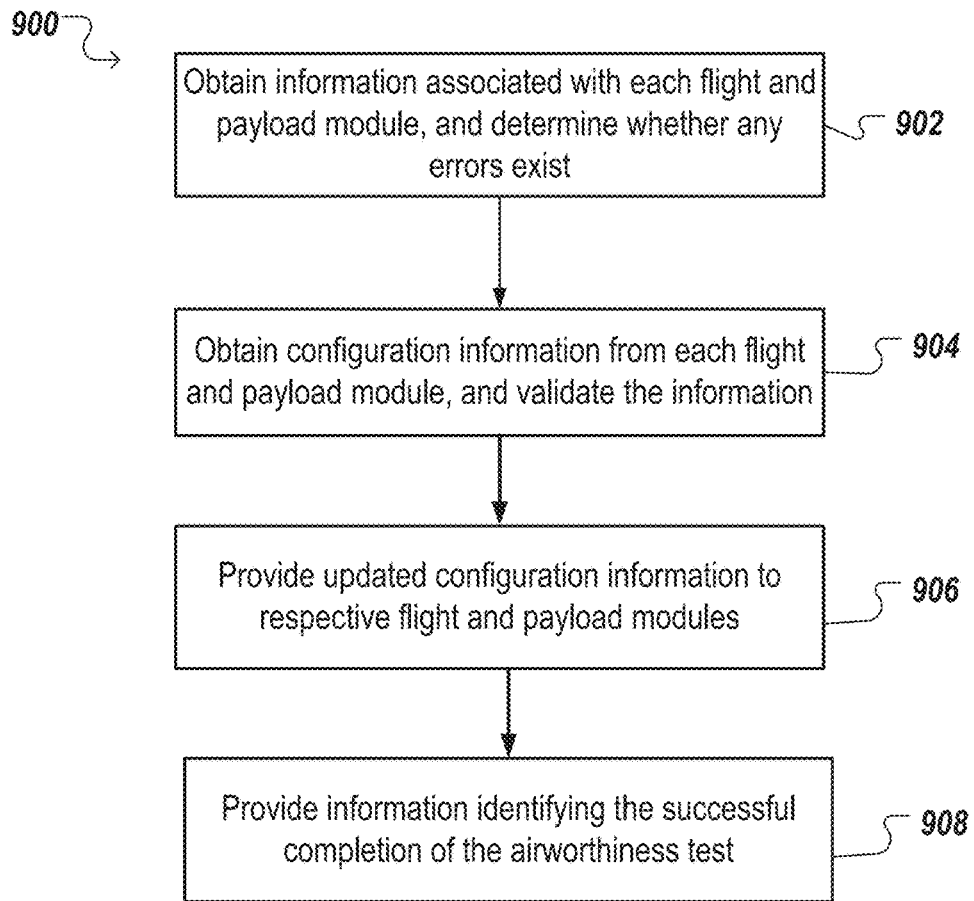 900
Obtain information associated with each flight and
payload module, and determine whether any
errors exist
902
Obtain configuration information from each flight
and payload module, and validate the information
904
Provide updated configuration information to
respective flight and payload modules
906
Provide information identifying the successful
completion of the airworthiness test
908